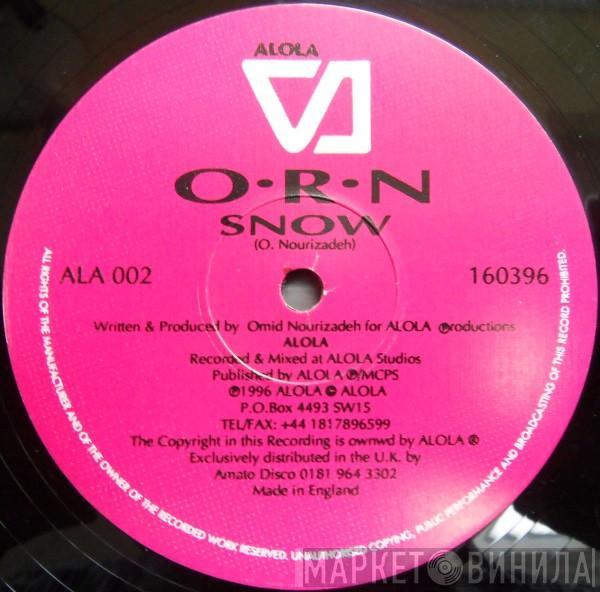 ALOLA
O·R·N
SNOW
(O. Nourizadeh)
ALA 002
160396
Written & Produced by Omid Nourizadeh for ALOLA ℗roductions
ALOLA
Recorded & Mixed at ALOLA Studios
Published by ALOLA ℗/MCPS
℗1996 ALOLA © ALOLA
P.O.Box 4493 SW15
TEL/FAX: +44 1817896599
The Copyright in this Recording is ownwd by ALOLA ®
Exclusively distributed in the U.K. by
Amato Disco 0181 964 3302
Made in England
ALL RIGHTS OF THE MANUFACTURER AND OF THE OWNER OF THE RECORDED WORK RESERVED. UNAUTHORISED COPYING, PUBLIC PERFORMANCE AND BROADCASTING OF THIS RECORD PROHIBITED.
МАРКЕТ ВИНИЛА